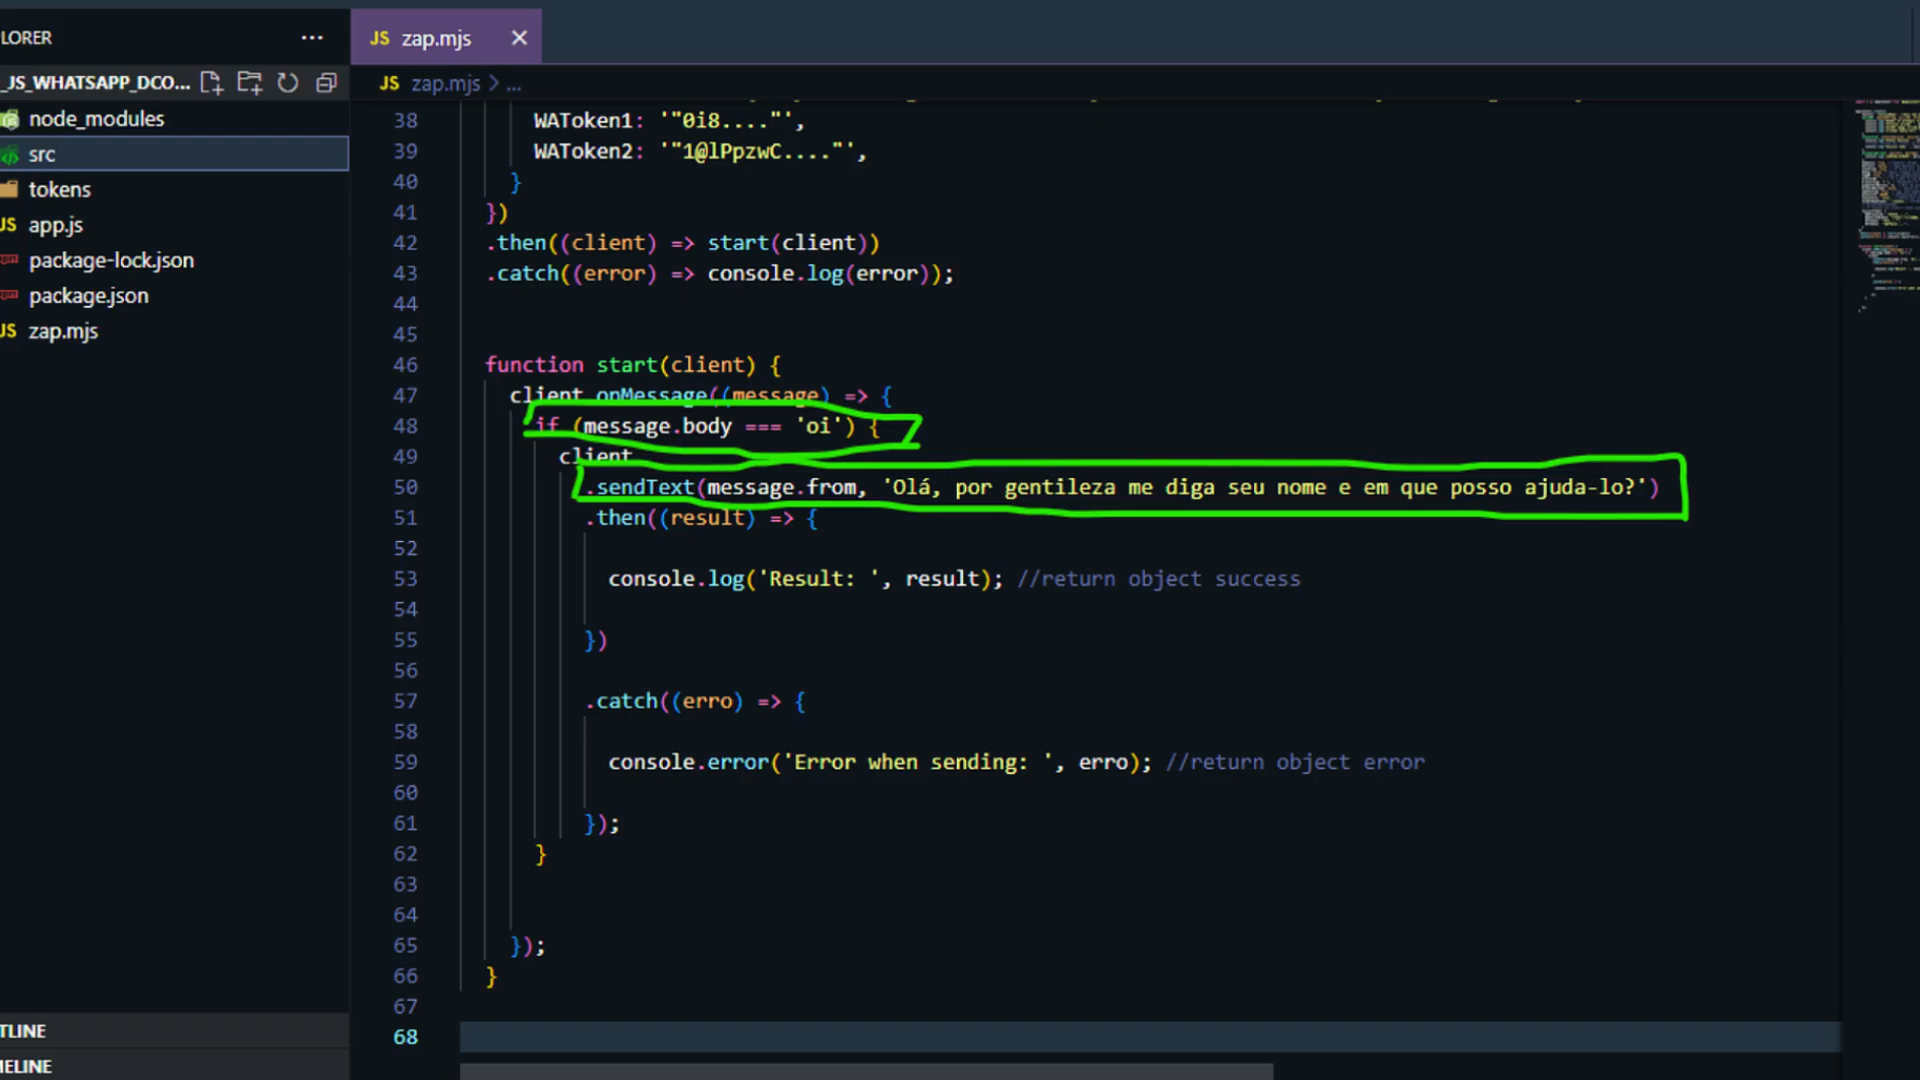 LORER
...
_JS_WHATSAPP_DCO...
node_modules
src
tokens
JS app.js
package-lock.json
package.json
JS zap.mjs
TLINE
MELINE
JS zap.mjs ×
JS zap.mjs > ...
38 WAToken1: '"0i8...."',
39 WAToken2: '"1@lPpzwC...."',
40 }
41 })
42 .then((client) => start(client))
43 .catch((error) => console.log(error));
44
45
46 function start(client) {
47 client.onMessage((message) => {
48 if (message.body === 'oi') {
49 client
50 .sendText(message.from, 'Olá, por gentileza me diga seu nome e em que posso ajuda-lo?')
51 .then((result) => {
52
53 console.log('Result: ', result); //return object success
54
55 })
56
57 .catch((erro) => {
58
59 console.error('Error when sending: ', erro); //return object error
60
61 });
62 }
63
64
65 });
66 }
67
68